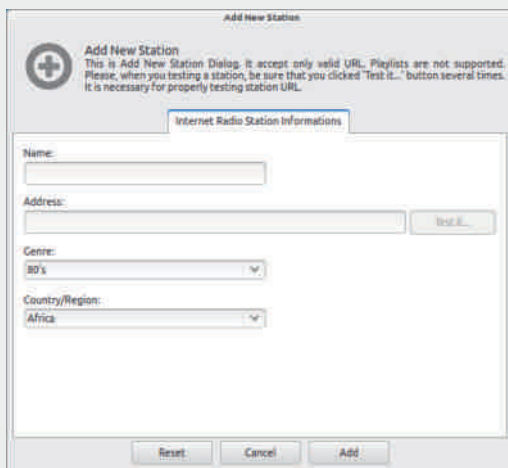 Add New Station
Add New Station
This is Add New Station Dialog. It accept only valid URL. Playlists are not supported.
Please, when you testing a station, be sure that you clicked 'Test it...' button several times.
It is necessary for properly testing station URL.
Internet Radio Station Informations
Name:
Address:
Test it...
Genre:
80's
Country/Region:
Africa
Reset
Cancel
Add